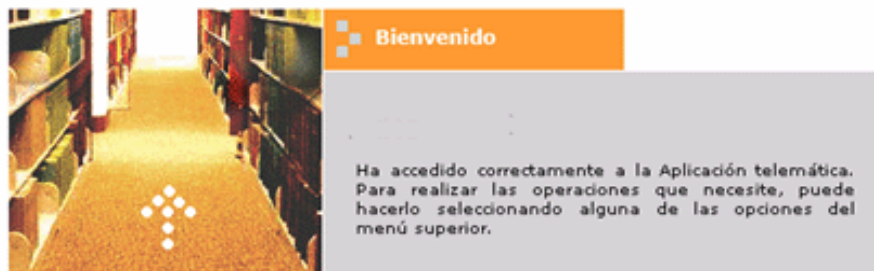 Bienvenido
Ha accedido correctamente a la Aplicación telemática.
Para realizar las operaciones que necesite, puede
hacerlo seleccionando alguna de las opciones del
menú superior.